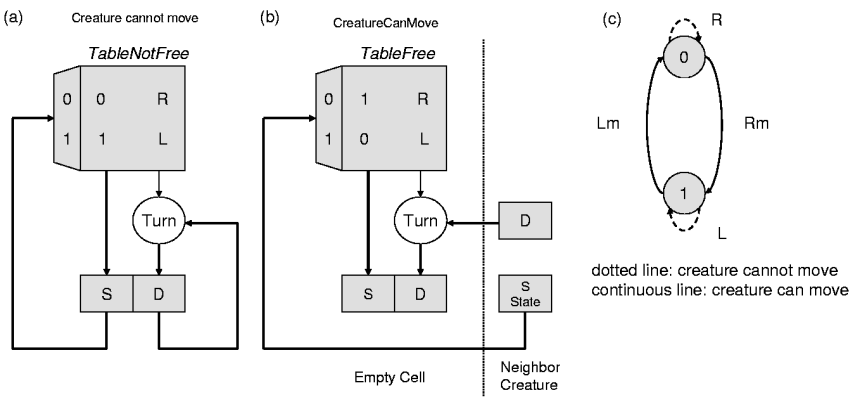 (a)
Creature cannot move
TableNotFree
0 0 R
1 1 L
Turn
S D
(b)
CreatureCanMove
TableFree
0 1 R
1 0 L
Turn
D
S D
S
State
Empty Cell
Neighbor
Creature
(c)
R
0
Lm
Rm
1
L
dotted line: creature cannot move
continuous line: creature can move